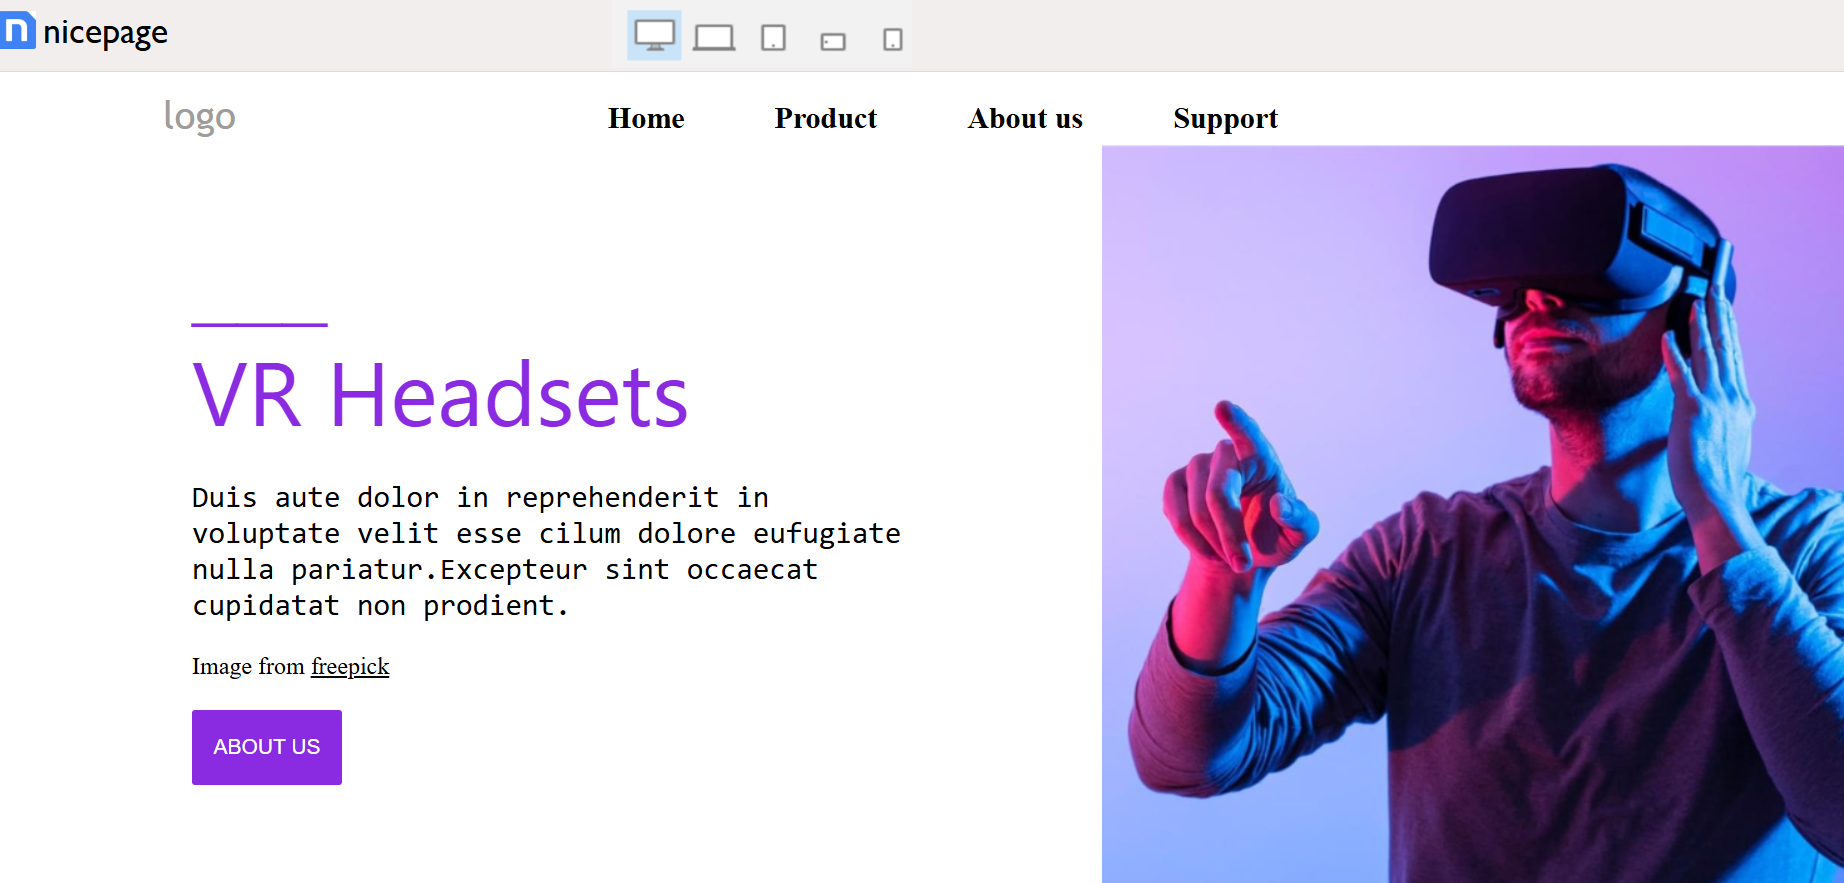 nicepage
logo
Home Product About us Support
VR Headsets
Duis aute dolor in reprehenderit in
voluptate velit esse cilum dolore eufugiate
nulla pariatur.Excepteur sint occaecat
cupidatat non prodient.
Image from freepick
ABOUT US